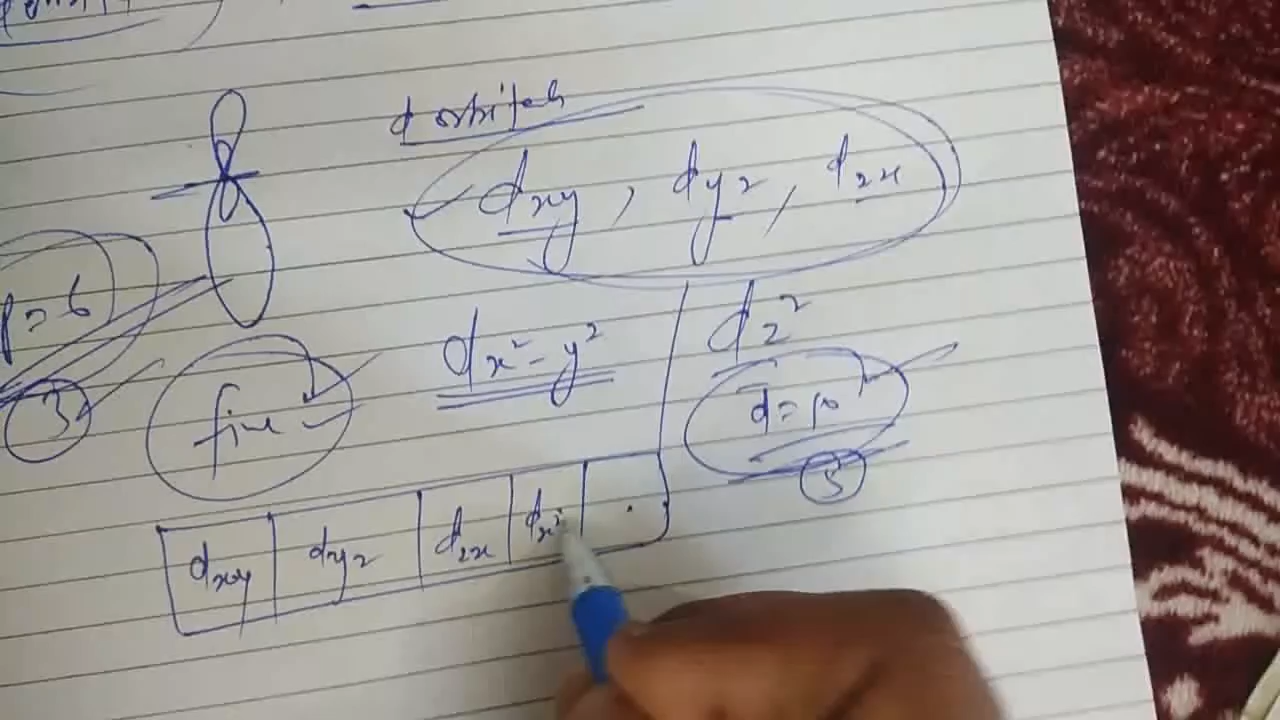 d orbitals
dxy, dyz, dzx
p = 6
dx²-y² dz²
3 five d = 10
5
dxy dyz dzx dx²